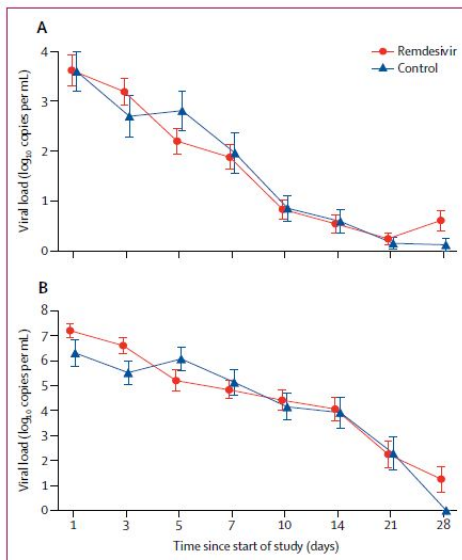 A
Remdesivir
Control
Viral load (log₁₀ copies per mL)
4
3
2
1
0
B
Viral load (log₁₀ copies per mL)
8
7
6
5
4
3
2
1
0
1 3 5 7 10 14 21 28
Time since start of study (days)